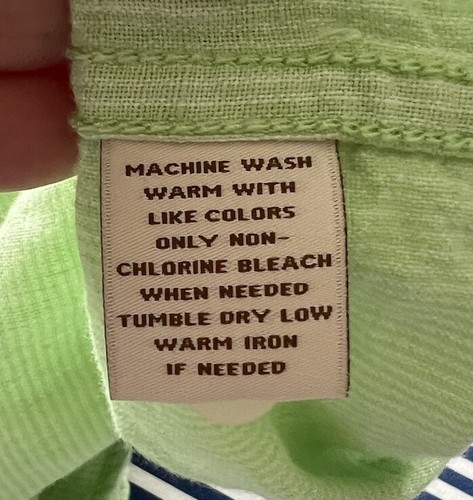 MACHINE WASH
WARM WITH
LIKE COLORS
ONLY NON-
CHLORINE BLEACH
WHEN NEEDED
TUMBLE DRY LOW
WARM IRON
IF NEEDED